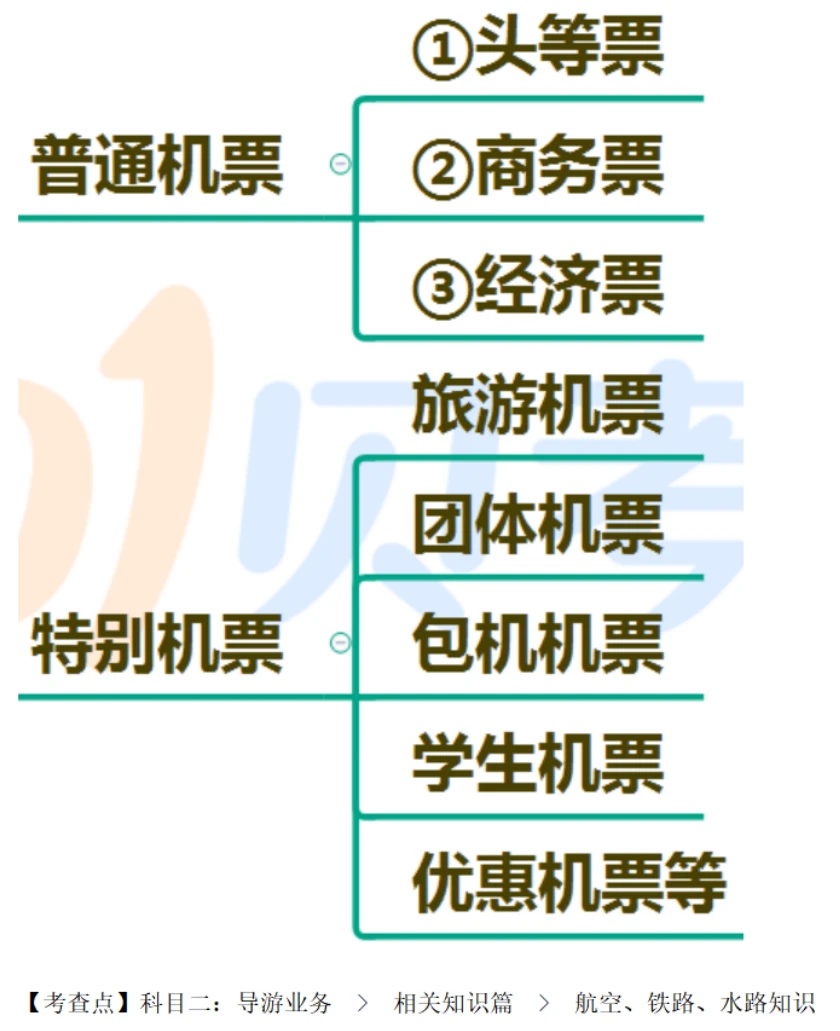 ①头等票
普通机票
②商务票
③经济票
旅游机票
团体机票
特别机票
包机机票
学生机票
优惠机票等
【考查点】科目二：导游业务 > 相关知识篇 > 航空、铁路、水路知识